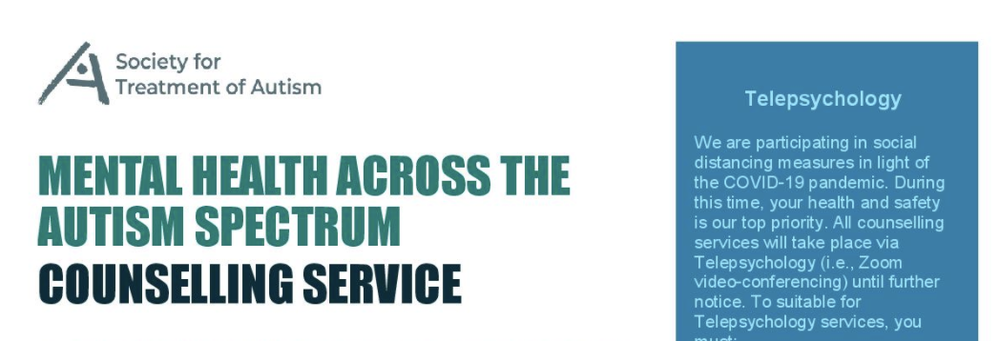 Society for
Treatment of Autism
MENTAL HEALTH ACROSS THE
AUTISM SPECTRUM
COUNSELLING SERVICE
Telepsychology
We are participating in social
distancing measures in light of
the COVID-19 pandemic. During
this time, your health and safety
is our top priority. All counselling
services will take place via
Telepsychology (i.e., Zoom
video-conferencing) until further
notice. To suitable for
Telepsychology services, you
must: